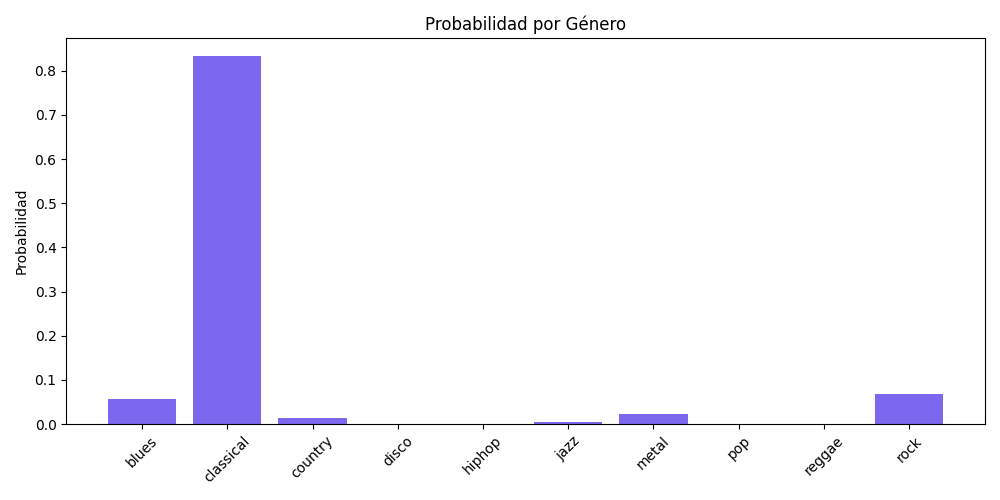 Probabilidad por Género
Probabilidad
0.8
0.7
0.6
0.5
0.4
0.3
0.2
0.1
0.0
blues
classical
country
disco
hiphop
jazz
metal
pop
reggae
rock